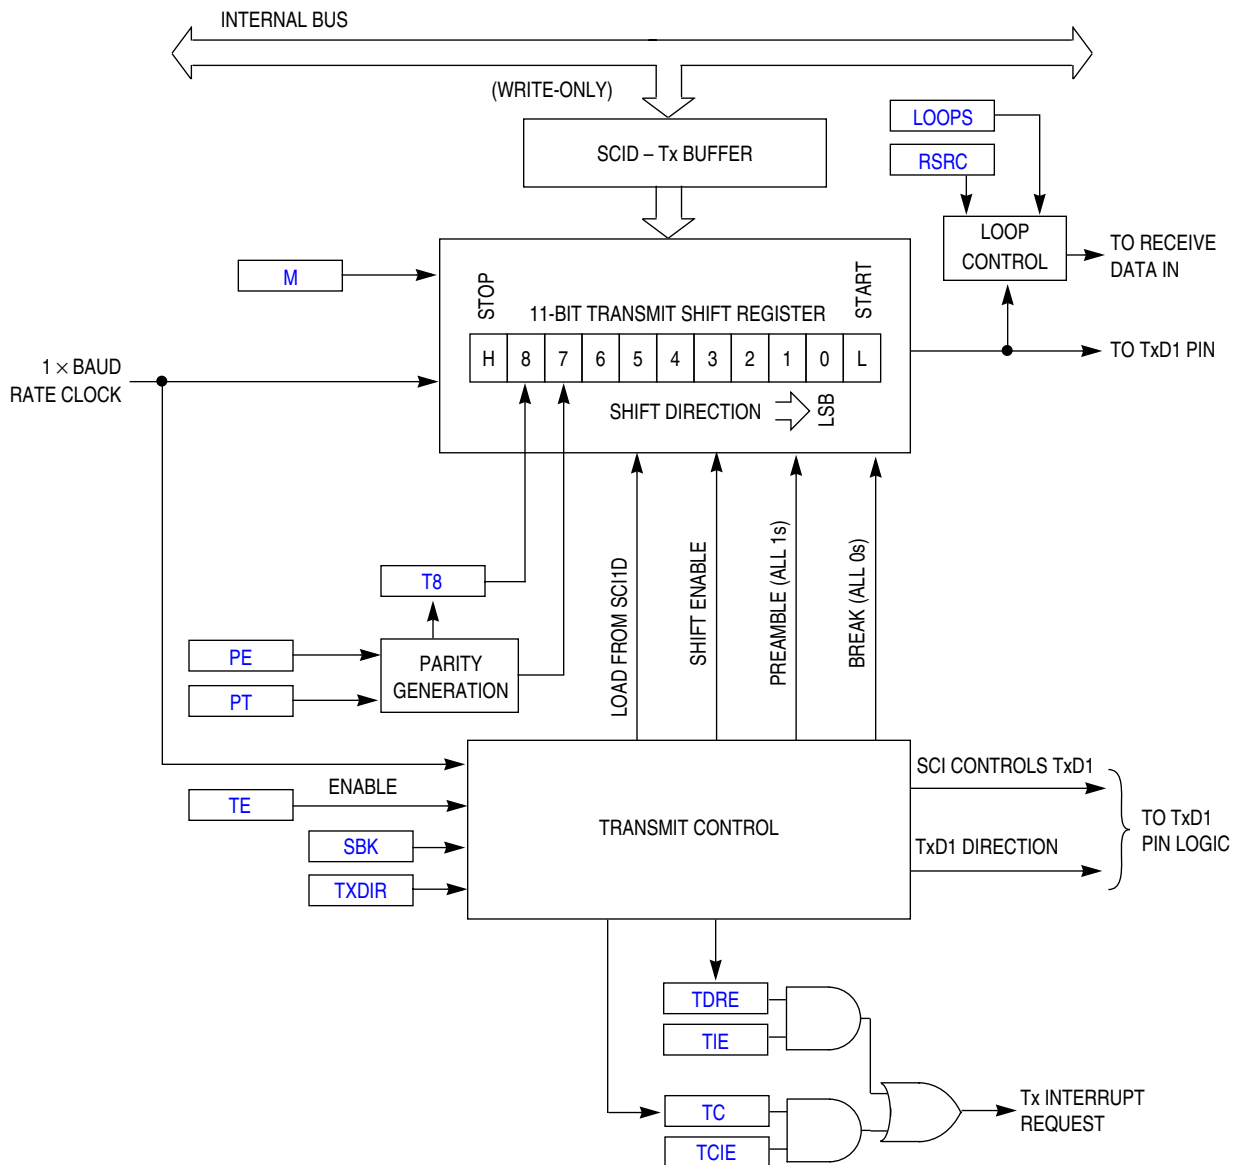 INTERNAL BUS
(WRITE-ONLY)
SCID – Tx BUFFER
LOOPS
RSRC
LOOP
CONTROL
TO RECEIVE
DATA IN
M
STOP
11-BIT TRANSMIT SHIFT REGISTER
START
H 8 7 6 5 4 3 2 1 0 L
TO TxD1 PIN
1 × BAUD
RATE CLOCK
SHIFT DIRECTION
LSB
T8
PE
PT
PARITY
GENERATION
LOAD FROM SCI1D
SHIFT ENABLE
PREAMBLE (ALL 1s)
BREAK (ALL 0s)
ENABLE
TE
SBK
TXDIR
TRANSMIT CONTROL
SCI CONTROLS TxD1
TxD1 DIRECTION
TO TxD1
PIN LOGIC
TDRE
TIE
TC
TCIE
Tx INTERRUPT
REQUEST